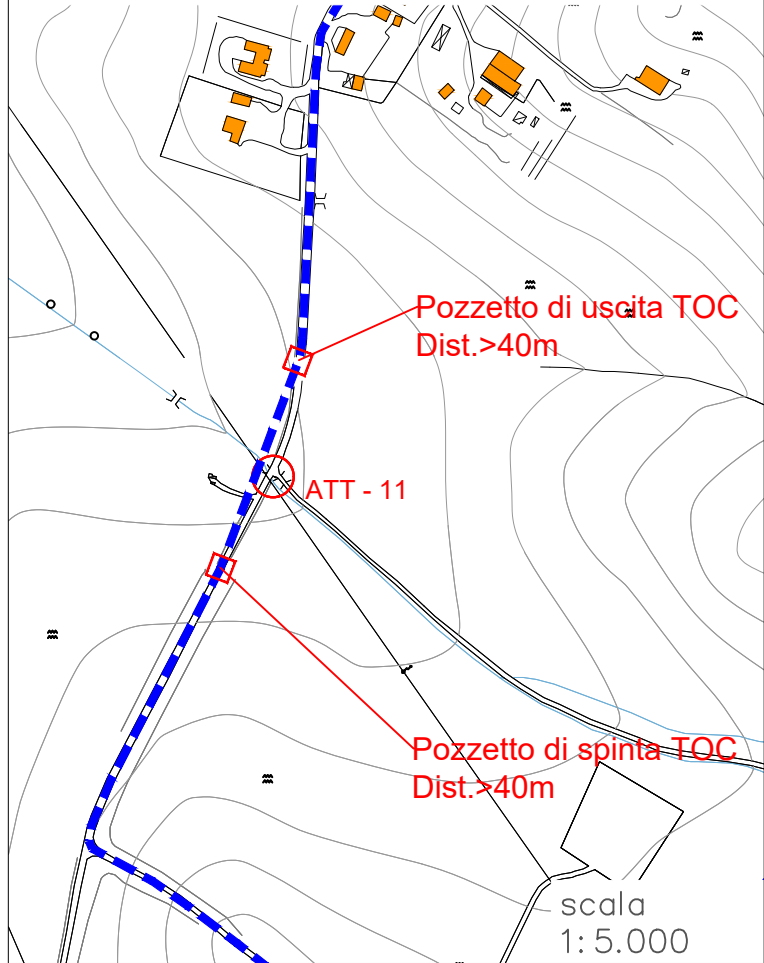 Pozzetto di uscita TOC
Dist.>40m
ATT - 11
Pozzetto di spinta TOC
Dist.>40m
scala
1: 5.000